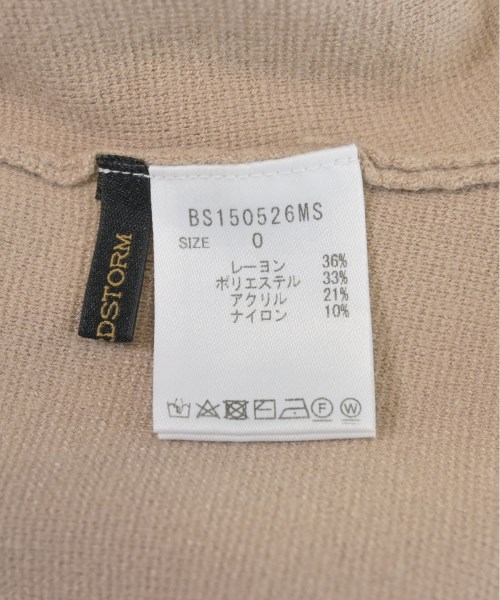 DSTORM
BS150526MS
SIZE 0
レーヨン 36%
ポリエステル 33%
アクリル 21%
ナイロン 10%
F W